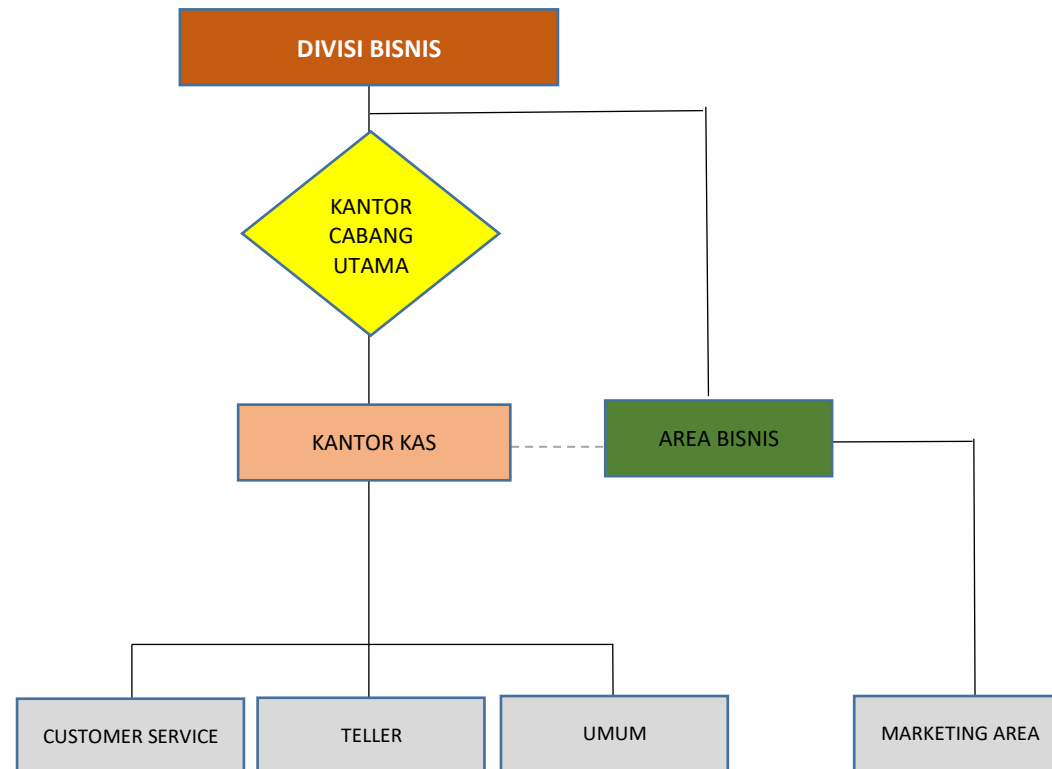 DIVISI BISNIS
KANTOR
CABANG
UTAMA
KANTOR KAS
AREA BISNIS
CUSTOMER SERVICE
TELLER
UMUM
MARKETING AREA